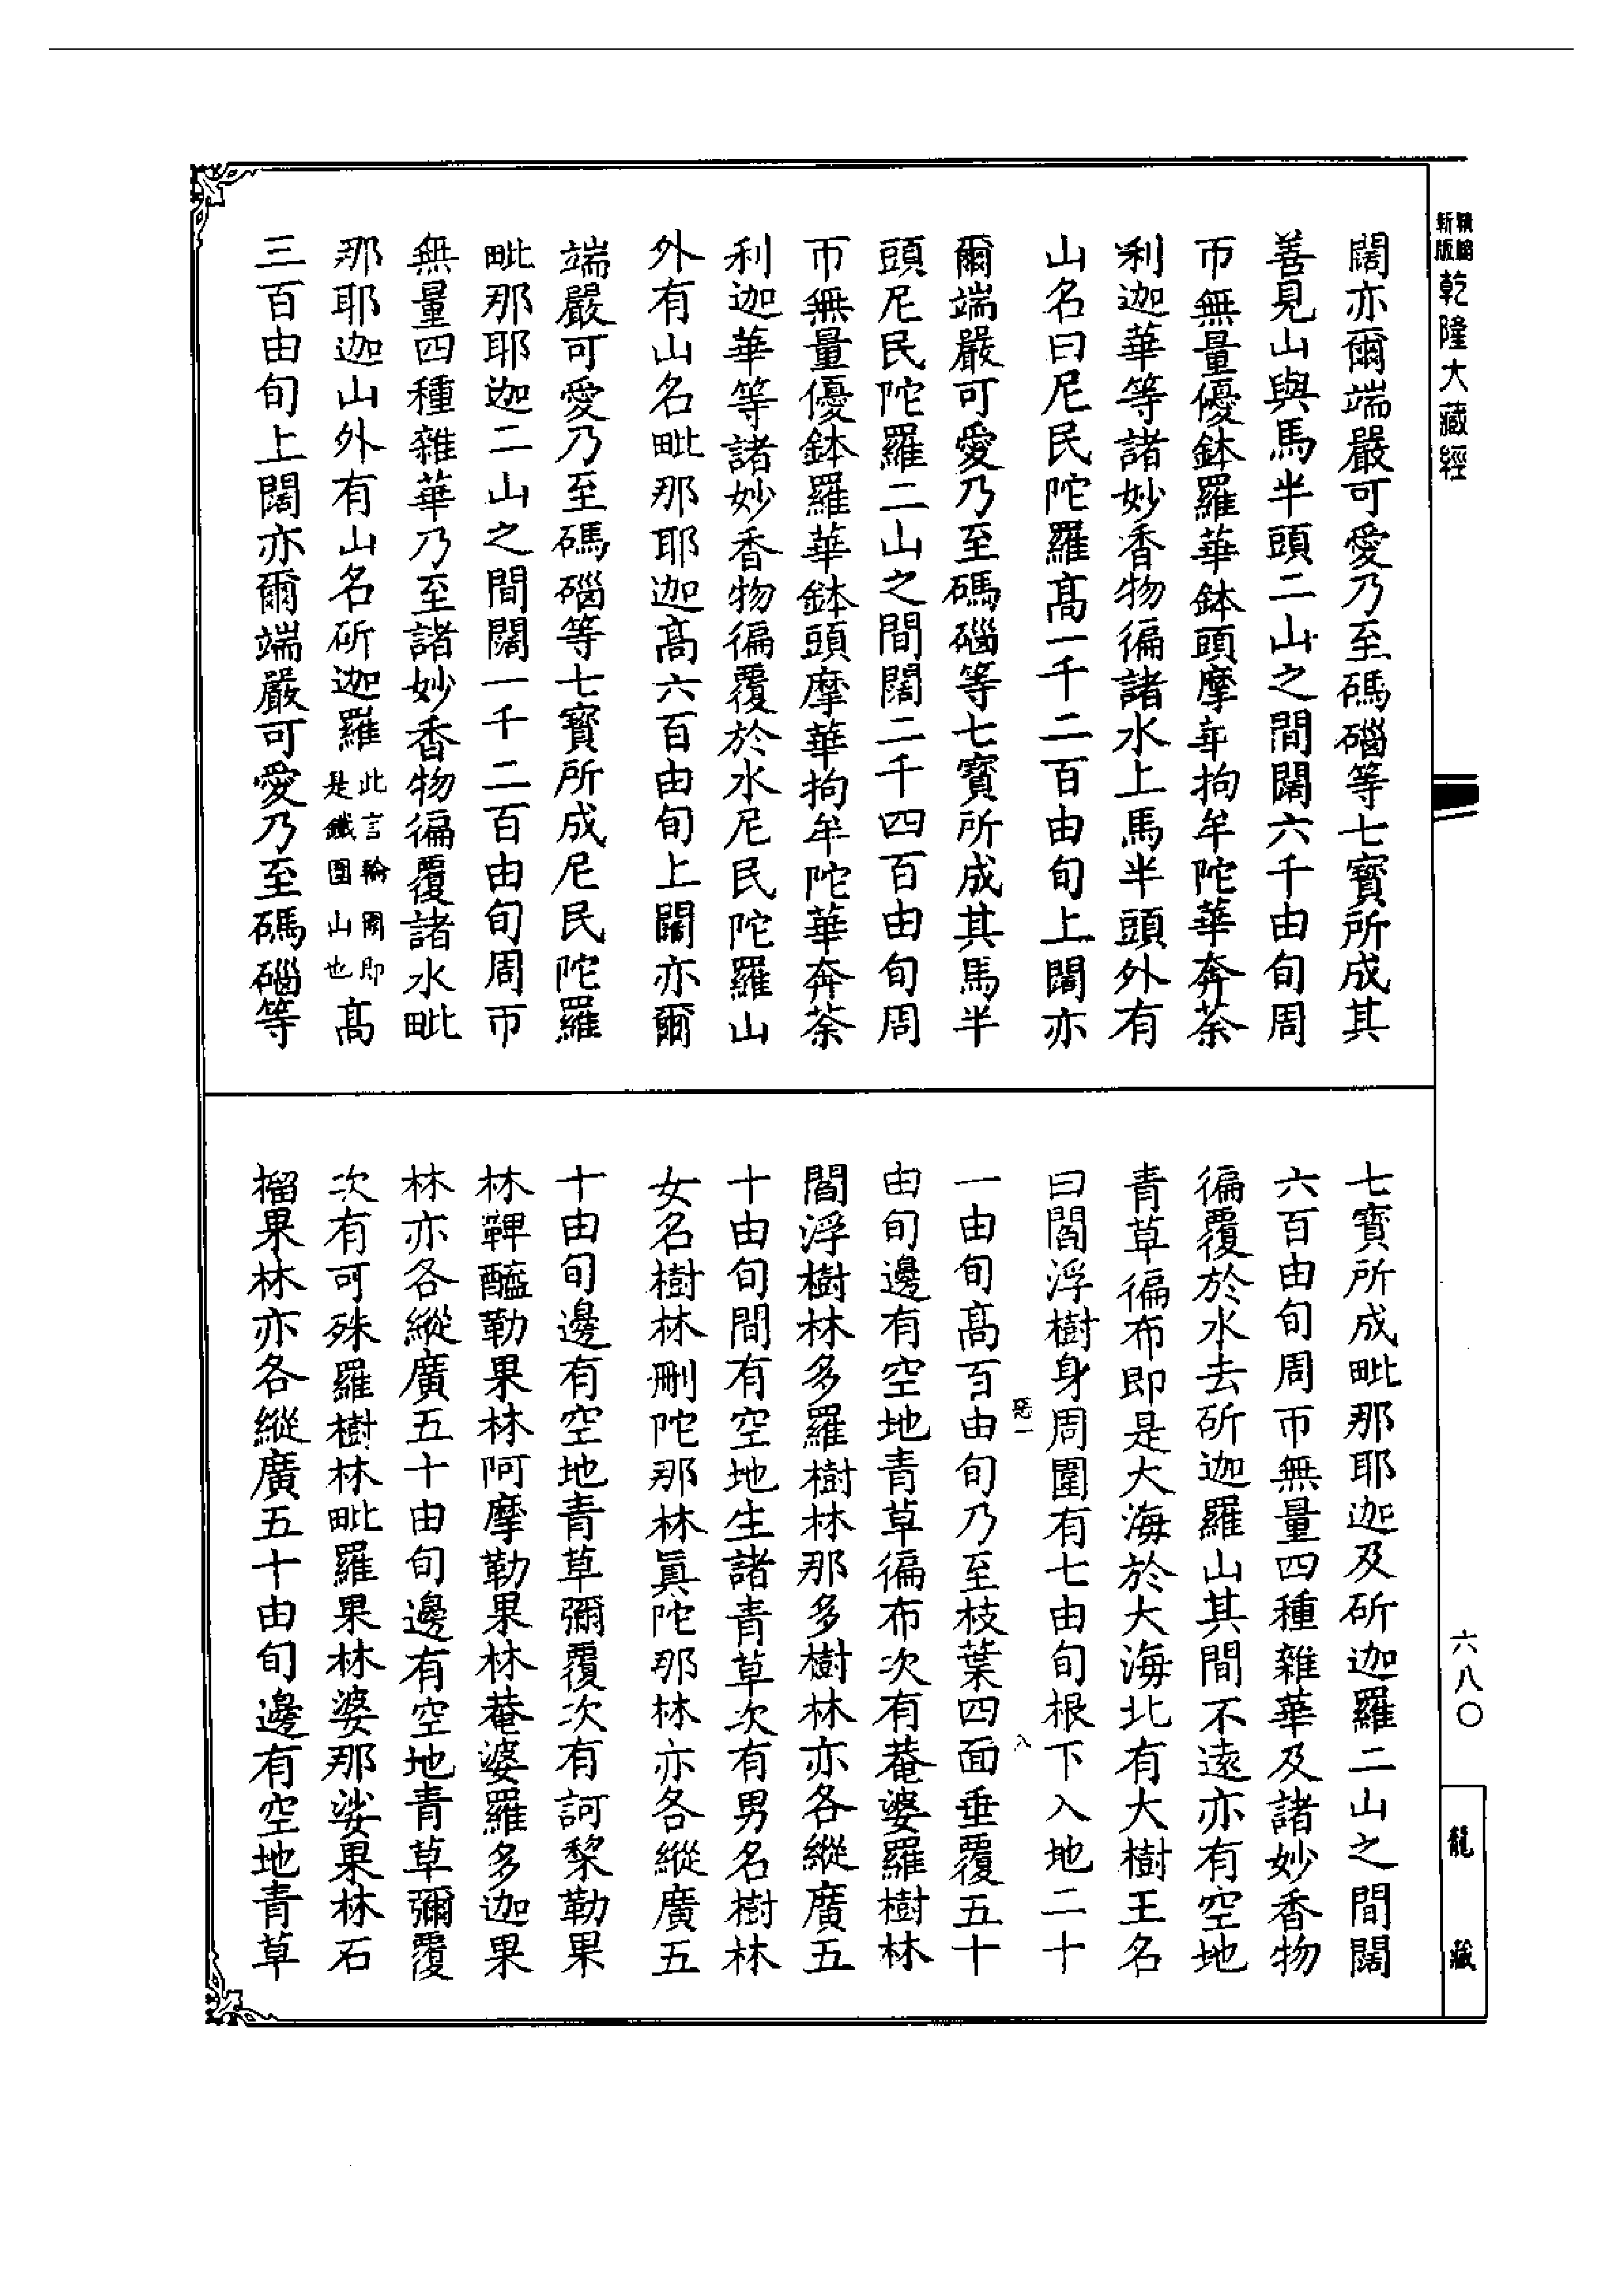 精縮新版乾隆大藏經
闊亦爾端嚴可愛乃至碼碯等七寶所成其
善見山與馬半頭二山之間闊六千由旬周
帀無量優鉢羅華鉢頭摩華拘牟陀華奔荼
利迦華等諸妙香物徧諸水上馬半頭外有
山名曰尼民陀羅高一千二百由旬上闊亦
爾端嚴可愛乃至碼碯等七寶所成其馬半
頭尼民陀羅二山之間闊二千四百由旬周
帀無量優鉢羅華鉢頭摩華拘牟陀華奔荼
利迦華等諸妙香物徧覆於水尼民陀羅山
外有山名毗那耶迦高六百由旬上闊亦爾
端嚴可愛乃至碼碯等七寶所成尼民陀羅
毗那耶迦二山之間闊一千二百由旬周帀
無量四種雜華乃至諸妙香物徧覆諸水毗
那耶迦山外有山名斫迦羅此言輪圍即是鐵圍山也高
三百由旬上闊亦爾端嚴可愛乃至碼碯等
七寶所成毗那耶迦及斫迦羅二山之間闊
六百由旬周帀無量四種雜華及諸妙香物
徧覆於水去斫迦羅山其間不遠亦有空地
青草徧布即是大海於大海北有大樹王名
曰閻浮樹身周圍有七由旬根下入地二十
一由旬高百由旬乃至枝葉四面垂覆五十
由旬邊有空地青草徧布次有菴婆羅樹林
閻浮樹林多羅樹林那多樹林亦各縱廣五
十由旬間有空地生諸青草次有男名樹林
女名樹林刪陀那林眞陀那林亦各縱廣五
十由旬邊有空地青草彌覆次有訶棃勒果
林鞞醯勒果林阿摩勒果林菴婆羅多迦果
林亦各縱廣五十由旬邊有空地青草彌覆
次有可殊羅樹林毗羅果林婆那娑果林石
榴果林亦各縱廣五十由旬邊有空地青草
六八〇
龍藏